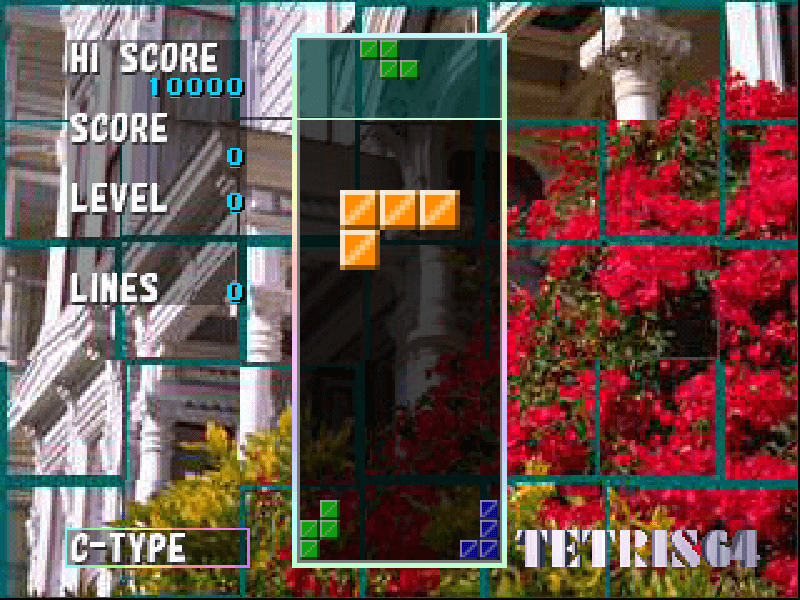 HI SCORE
10000
SCORE
0
LEVEL 0
LINES 0
C-TYPE
TETRIS64